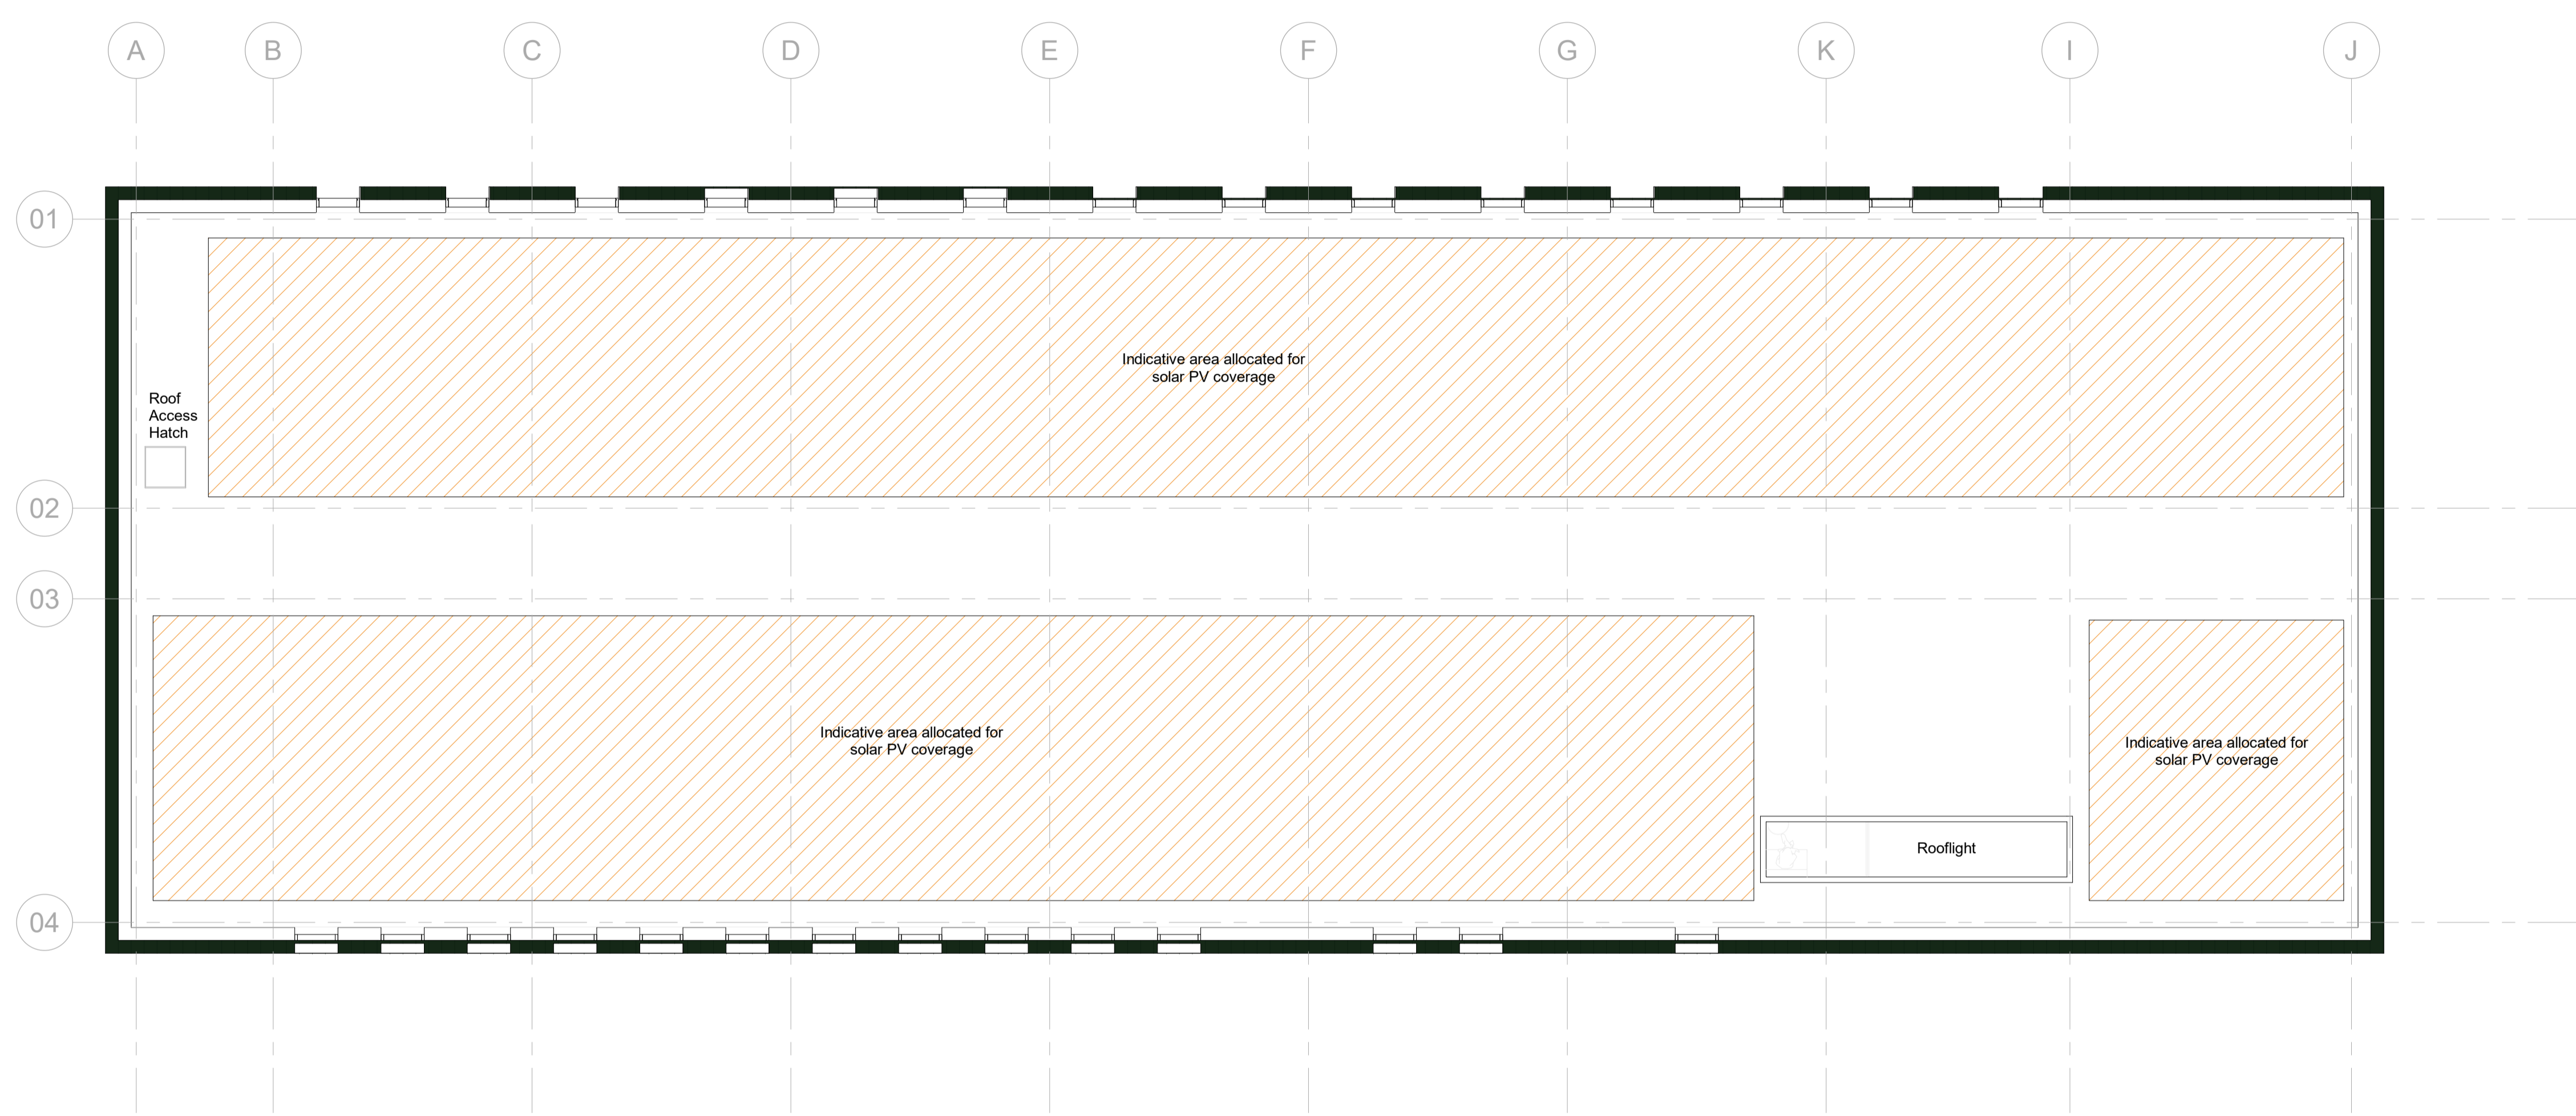 A B C D E F G K I J
01
Indicative area allocated for
solar PV coverage
Roof
Access
Hatch
02
03
Indicative area allocated for
solar PV coverage
Indicative area allocated for
solar PV coverage
Rooflight
04